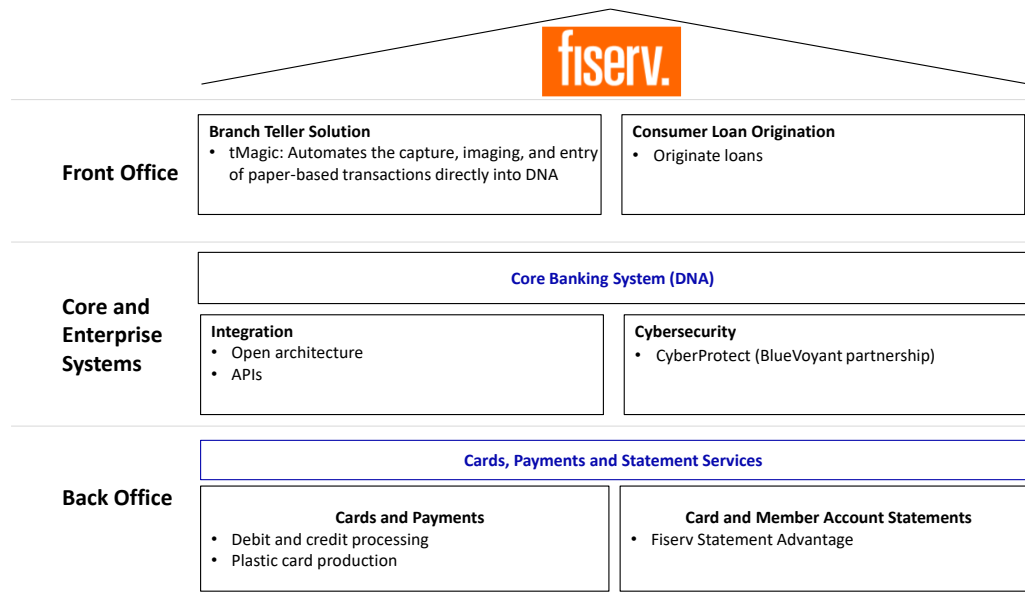 fiserv.
Front Office
Branch Teller Solution
• tMagic: Automates the capture, imaging, and entry
of paper-based transactions directly into DNA
Consumer Loan Origination
• Originate loans
Core and
Enterprise
Systems
Core Banking System (DNA)
Integration
• Open architecture
• APIs
Cybersecurity
• CyberProtect (BlueVoyant partnership)
Back Office
Cards, Payments and Statement Services
Cards and Payments
• Debit and credit processing
• Plastic card production
Card and Member Account Statements
• Fiserv Statement Advantage